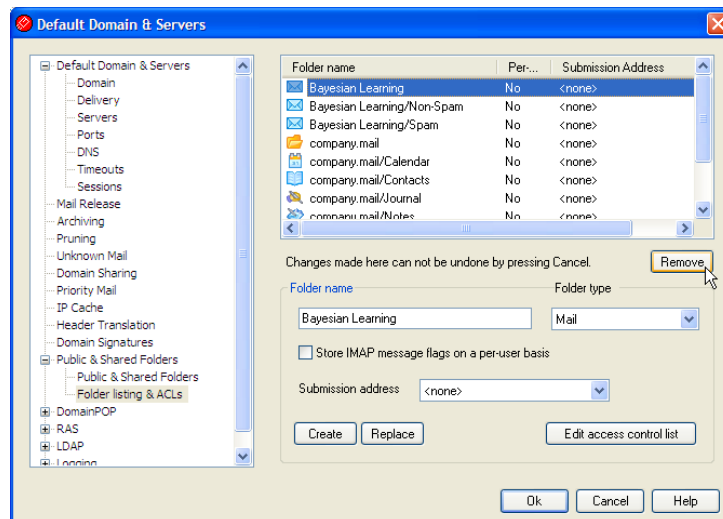 Default Domain & Servers
Default Domain & Servers
Domain
Delivery
Servers
Ports
DNS
Timeouts
Sessions
Mail Release
Archiving
Pruning
Unknown Mail
Domain Sharing
Priority Mail
IP Cache
Header Translation
Domain Signatures
Public & Shared Folders
Public & Shared Folders
Folder listing & ACLs
DomainPOP
RAS
LDAP
Logging
Folder name Per-... Submission Address
Bayesian Learning No <none>
Bayesian Learning/Non-Spam No <none>
Bayesian Learning/Spam No <none>
company.mail No <none>
company.mail/Calendar No <none>
company.mail/Contacts No <none>
company.mail/Journal No <none>
company.mail/Notes No <none>
Changes made here can not be undone by pressing Cancel. Remove
Folder name Folder type
Bayesian Learning Mail
Store IMAP message flags on a per-user basis
Submission address <none>
Create Replace Edit access control list
Ok Cancel Help